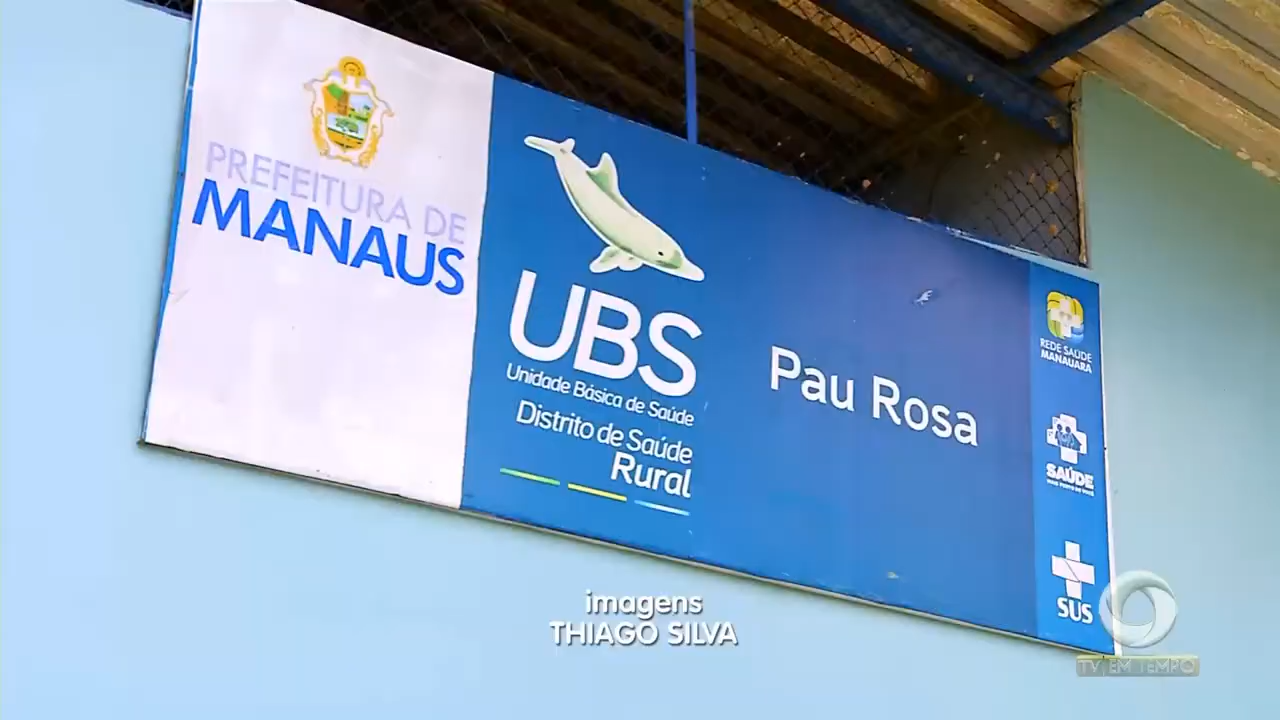 PREFEITURA DE
MANAUS
UBS
Unidade Básica de Saúde
Distrito de Saúde
Rural
Pau Rosa
REDE SAÚDE
MANAUARA
SAÚDE
SUS
imagens
THIAGO SILVA
TV EM TEMPO